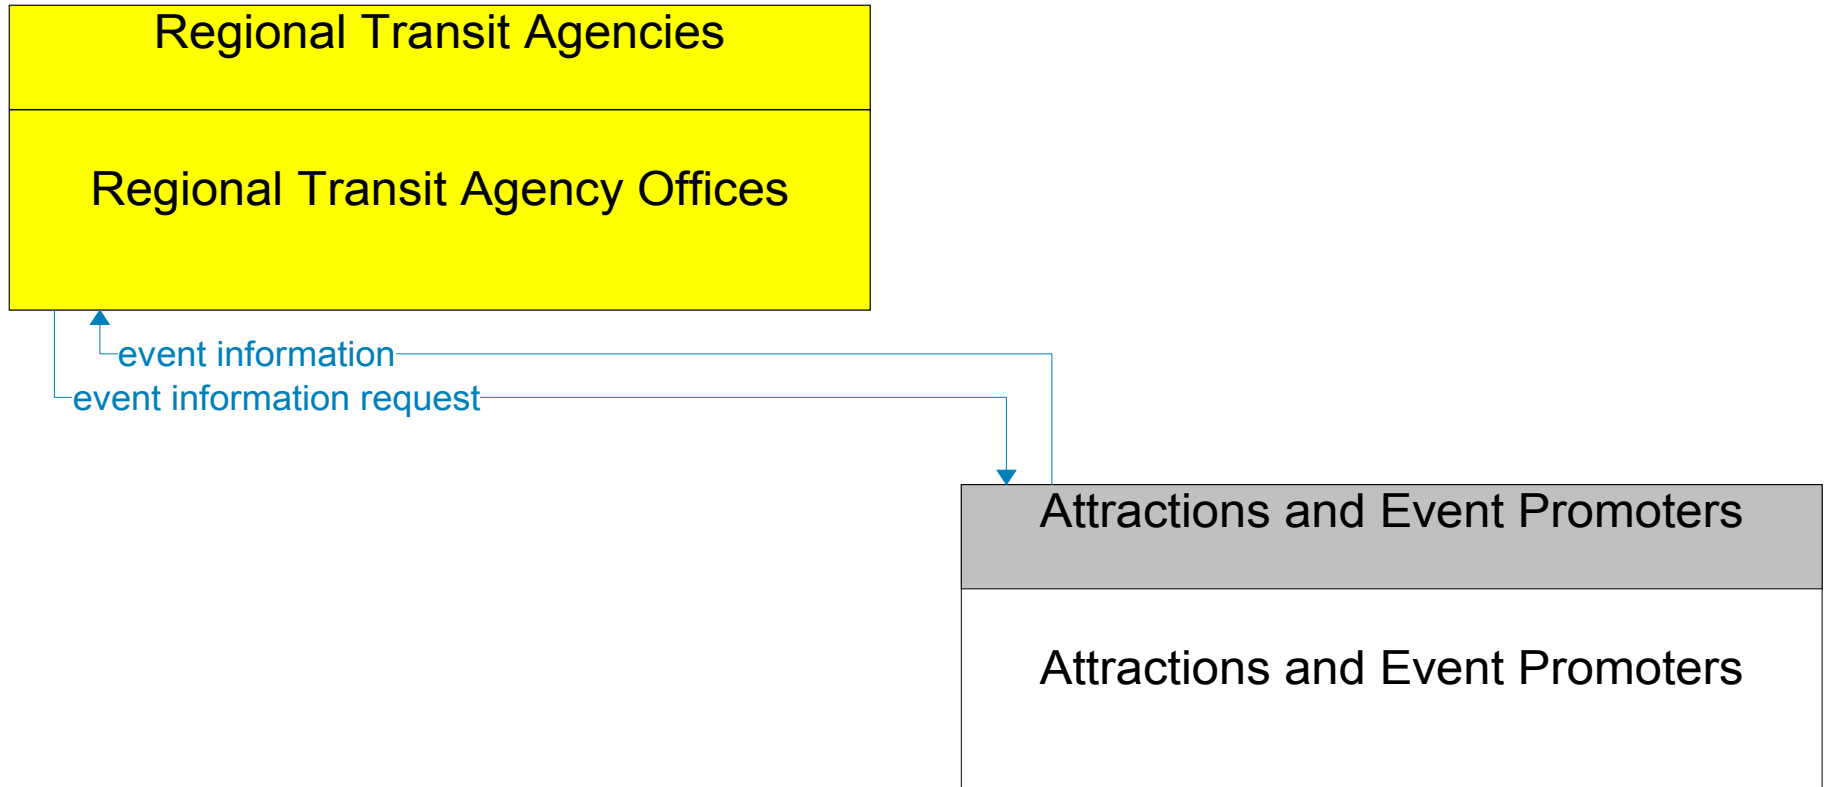 Regional Transit Agencies
Regional Transit Agency Offices
event information
event information request
Attractions and Event Promoters
Attractions and Event Promoters